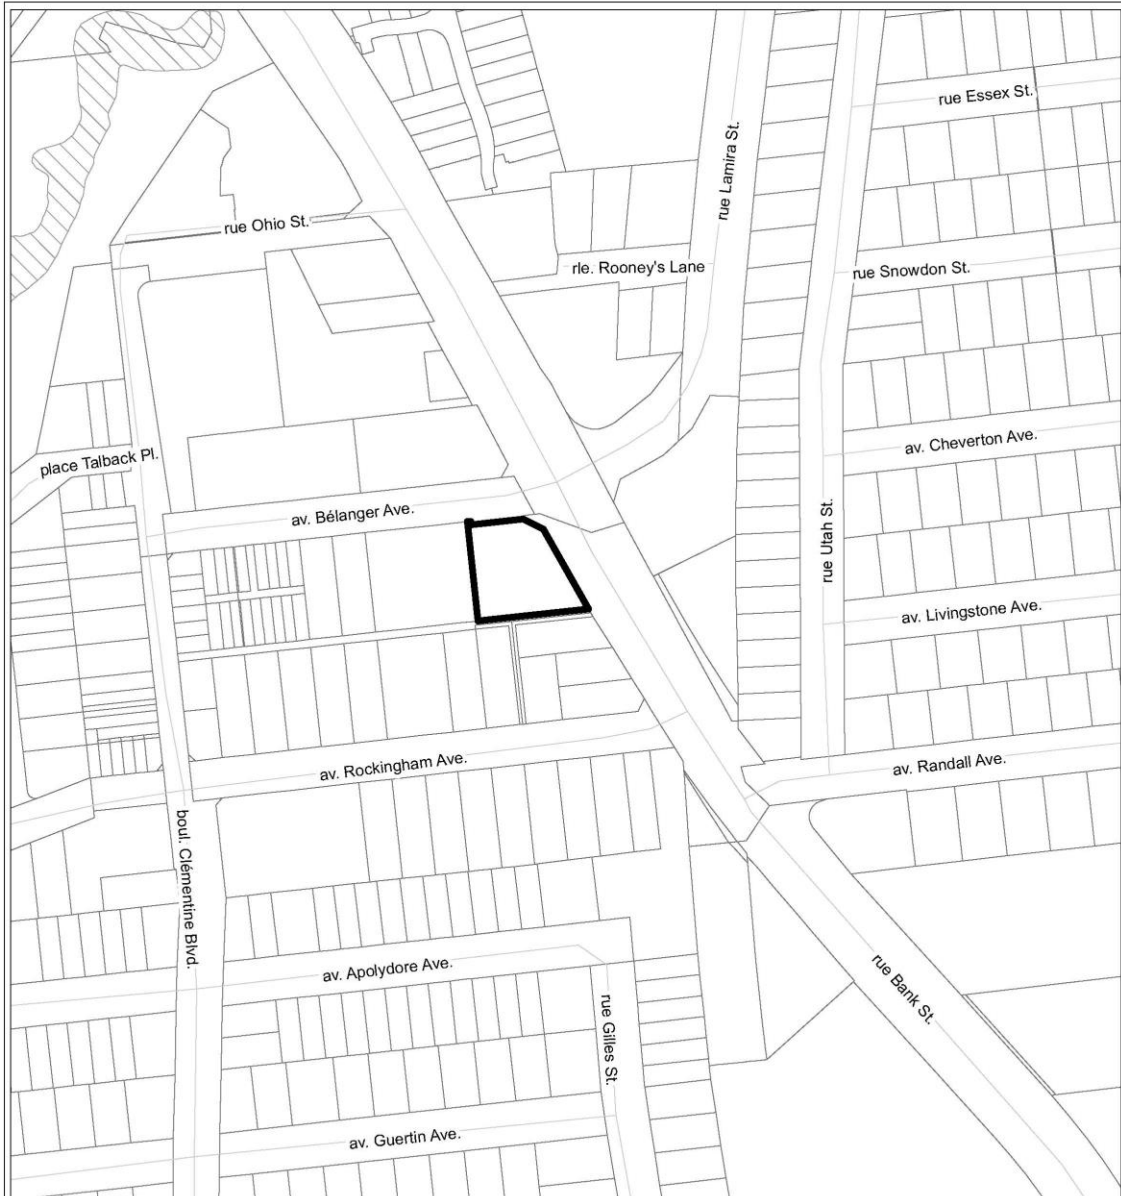 rue Essex St.
rue Lamira St.
rue Ohio St.
rle. Rooney's Lane
rue Snowdon St.
av. Cheverton Ave.
place Talback Pl.
av. Bélanger Ave.
rue Utah St.
av. Livingstone Ave.
av. Rockingham Ave.
av. Randall Ave.
boul. Clémentine Blvd.
av. Apolydore Ave.
rue Bank St.
rue Gilles St.
av. Guertin Ave.